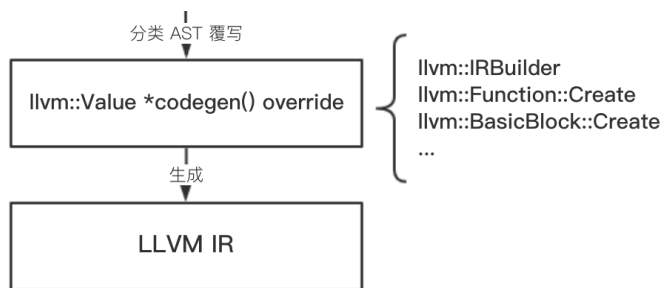 分类 AST 覆写
llvm::Value *codegen() override
llvm::IRBuilder
llvm::Function::Create
llvm::BasicBlock::Create
...
生成
LLVM IR